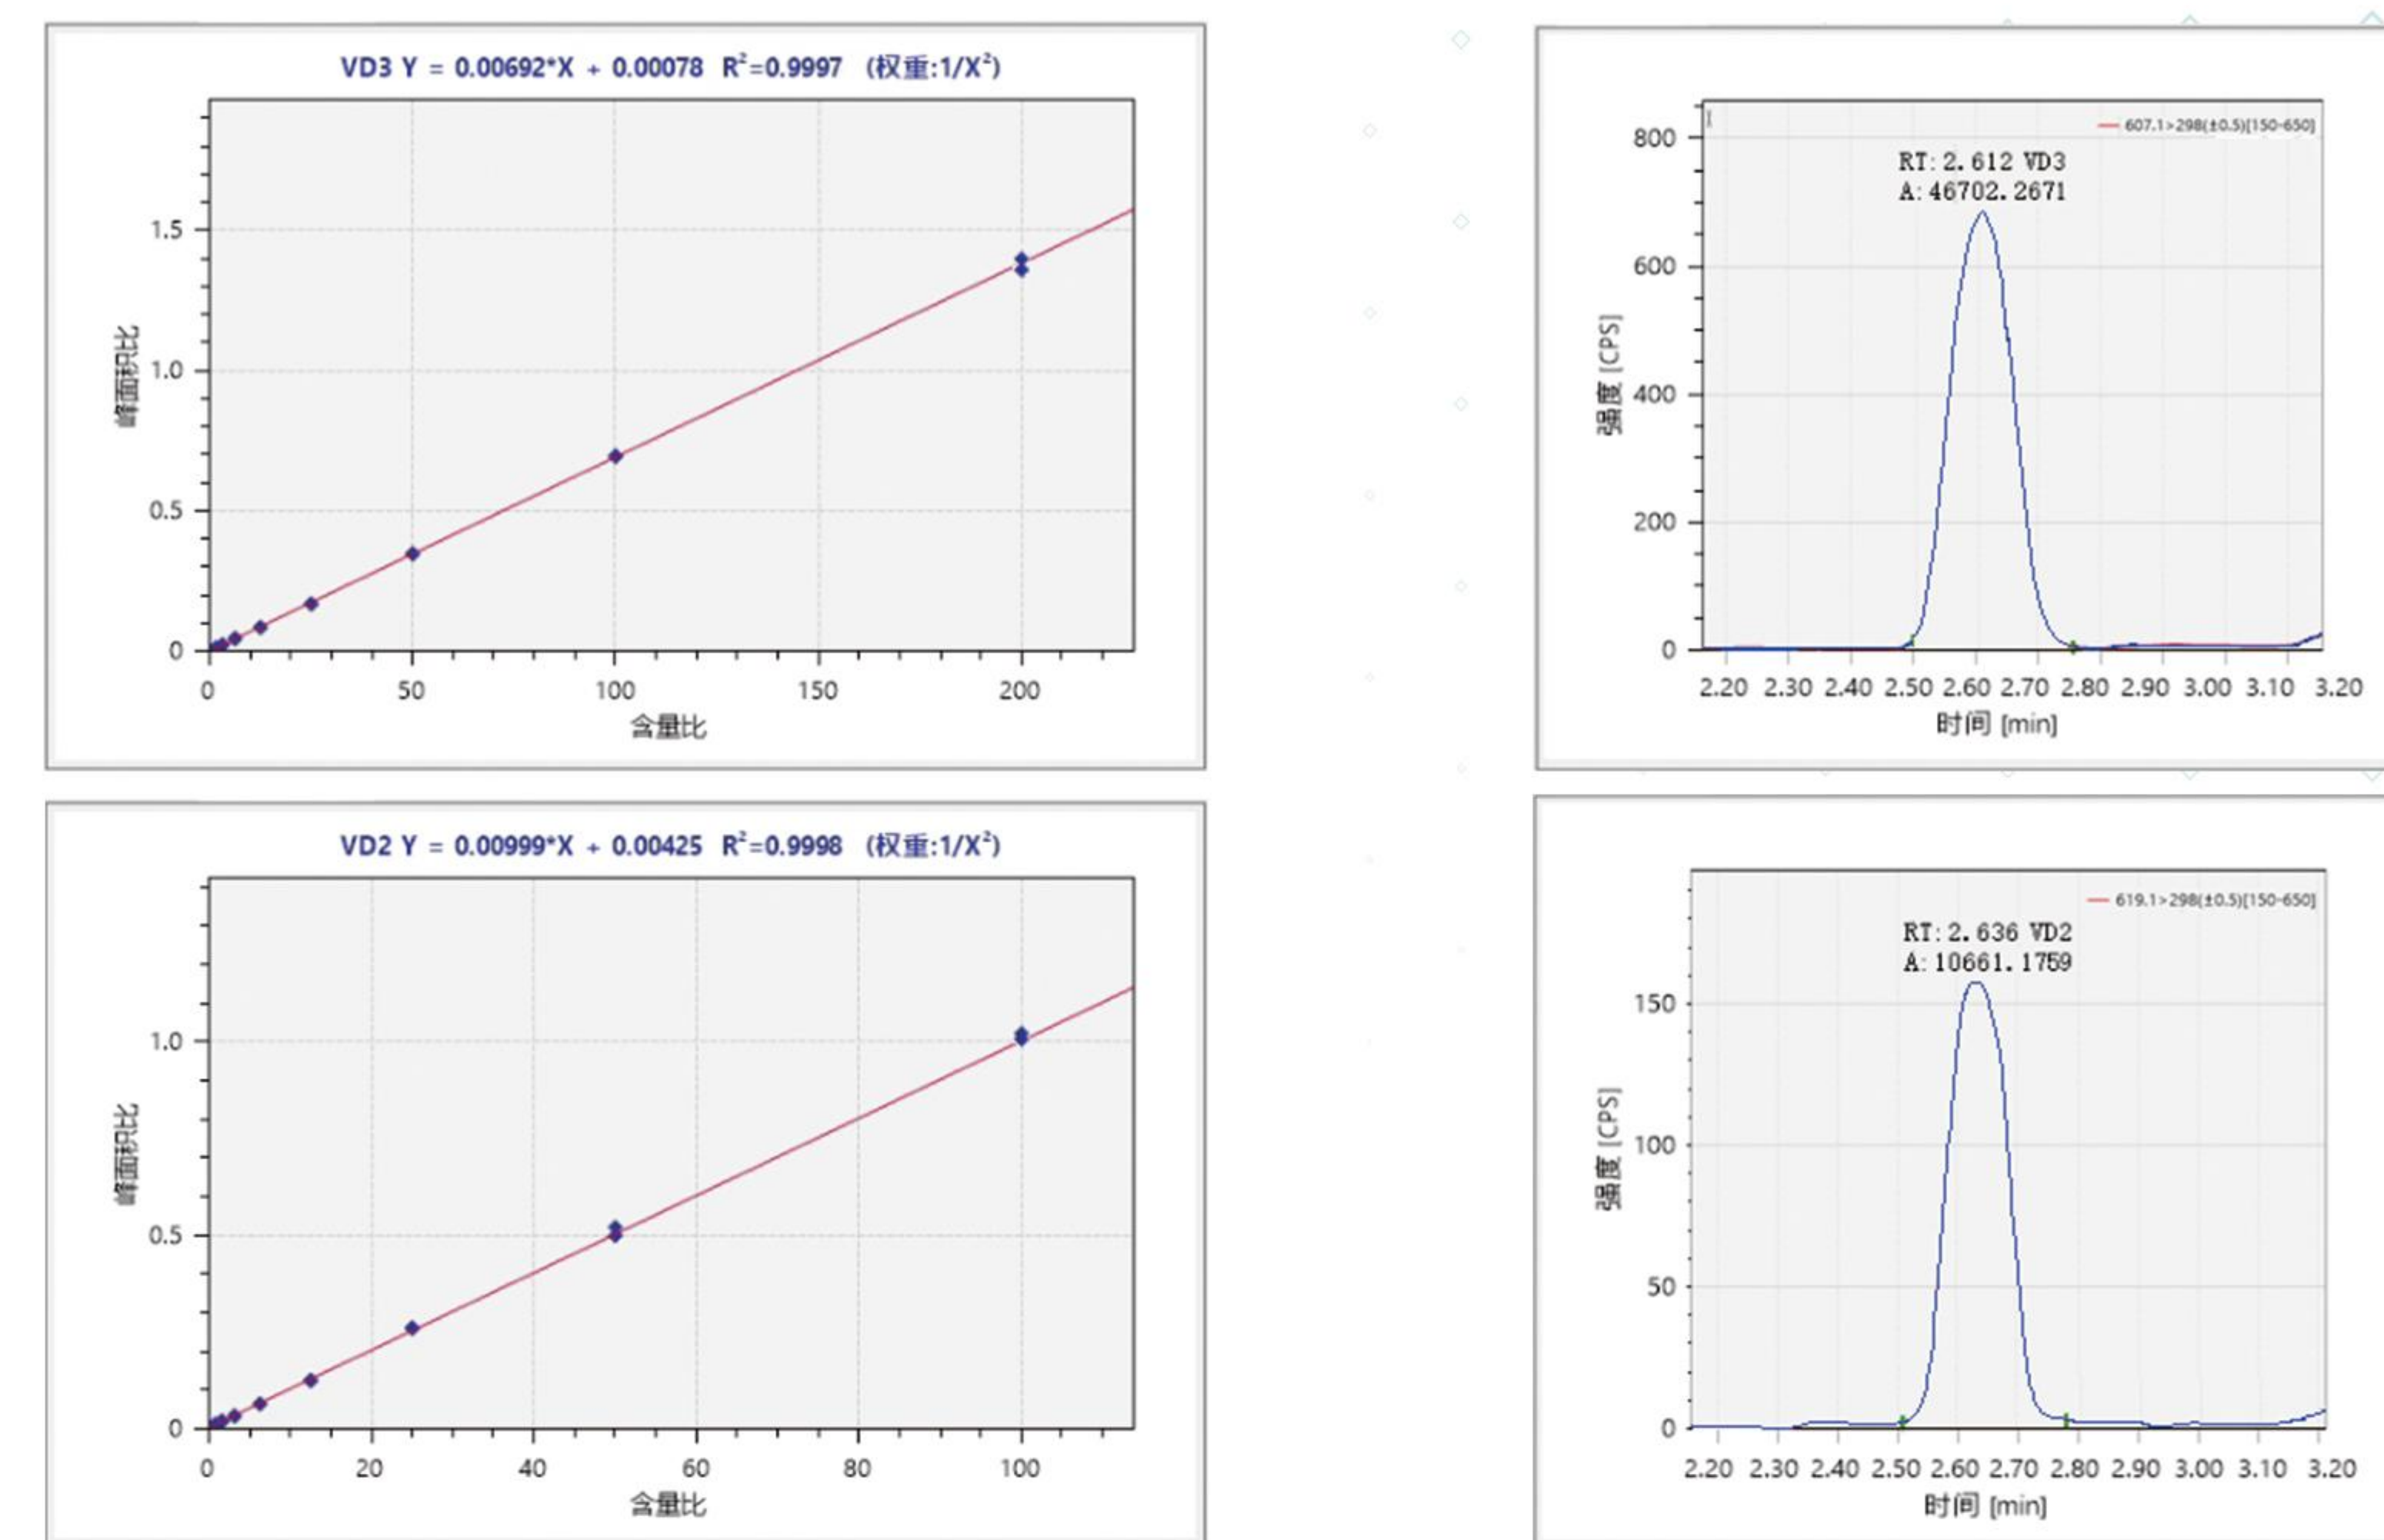 VD3 Y = 0.00692*X + 0.00078 R²=0.9997 (权重:1/X²)
峰面积比
1.5
1.0
0.5
0
0 50 100 150 200
含量比
607.1>298(±0.5)[150-650]
RT:2.612 VD3
A:46702.2671
强度 [CPS]
800
600
400
200
0
2.20 2.30 2.40 2.50 2.60 2.70 2.80 2.90 3.00 3.10 3.20
时间 [min]
VD2 Y = 0.00999*X + 0.00425 R²=0.9998 (权重:1/X²)
峰面积比
1.0
0.5
0
0 20 40 60 80 100
含量比
619.1>298(±0.5)[150-650]
RT:2.636 VD2
A:10661.1759
强度 [CPS]
150
100
50
0
2.20 2.30 2.40 2.50 2.60 2.70 2.80 2.90 3.00 3.10 3.20
时间 [min]